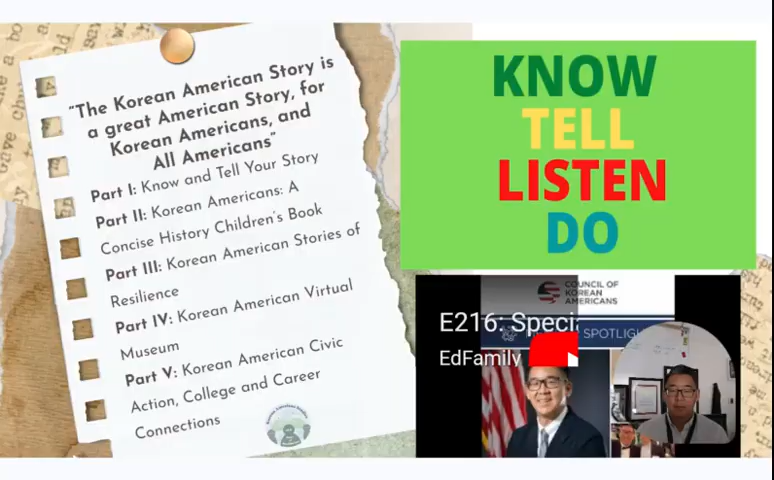 "The Korean American Story is
a great American Story, for
Korean Americans, and
All Americans"
Part I: Know and Tell Your Story
Part II: Korean Americans: A
Concise History Children's Book
Part III: Korean American Stories of
Resilience
Part IV: Korean American Virtual
Museum
Part V: Korean American Civic
Action, College and Career
Connections
KNOW
TELL
LISTEN
DO
COUNCIL OF
KOREAN
AMERICANS
E216: Specia
SPOTLIGH
EdFamily